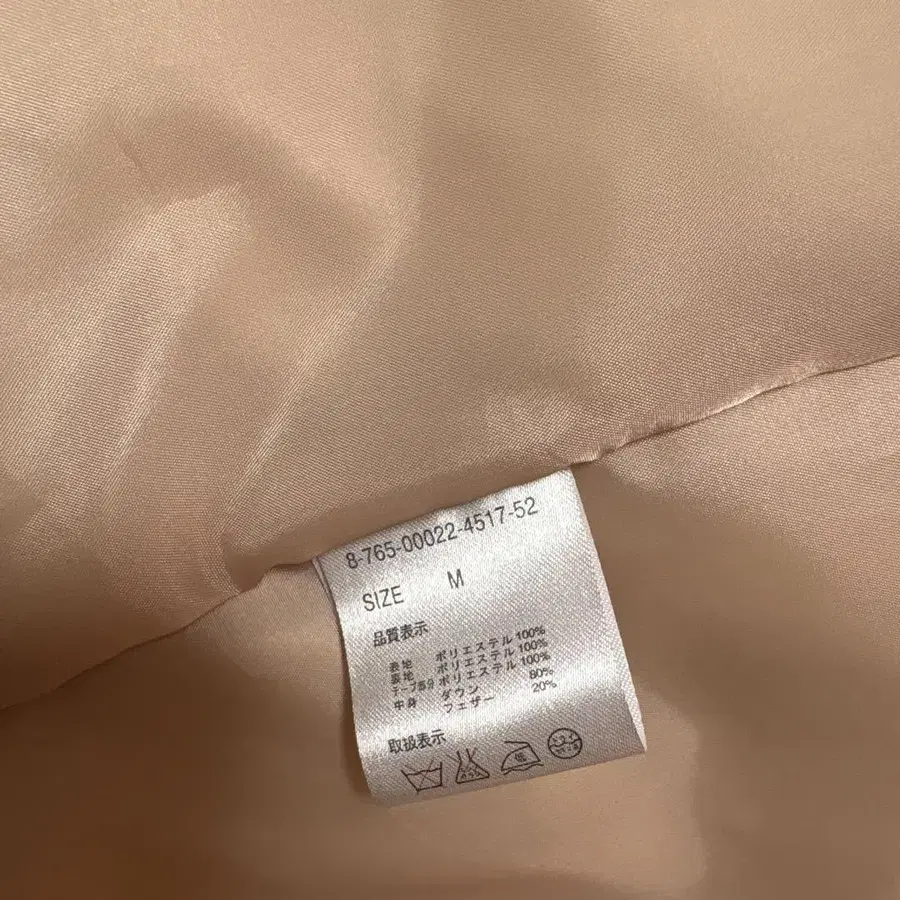 8-765-00022-4517-52
SIZE M
品質表示
表地 ポリエステル 100%
裏地 ポリエステル 100%
テープ部分 ポリエステル 100%
中身 ダウン 80%
フェザー 20%
取扱表示